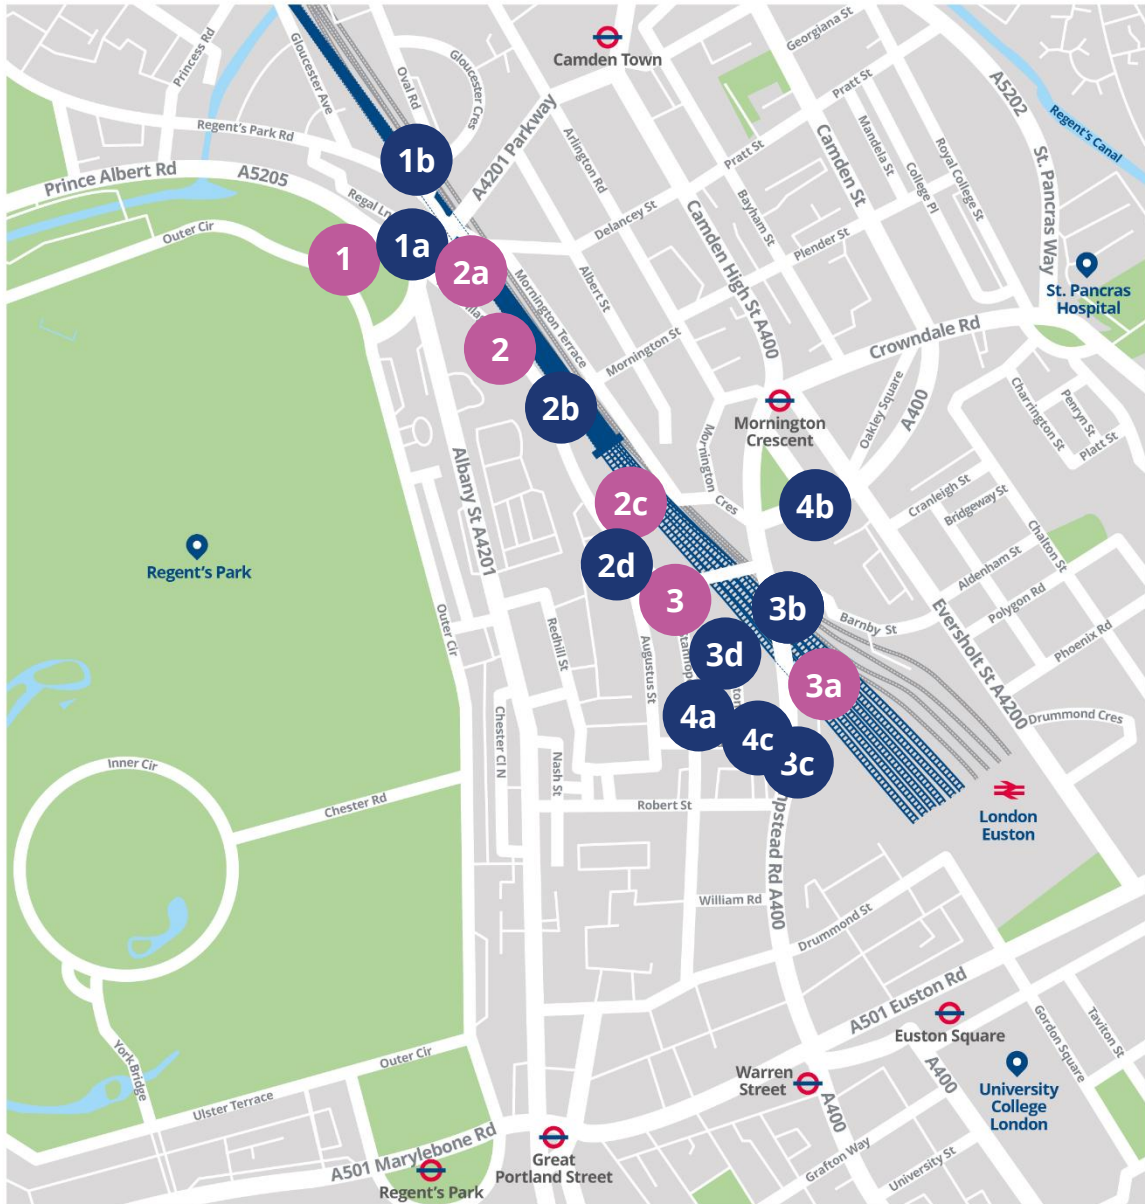 Camden Town
Georgiana St
Princess Rd
Gloucester Ave
Oval Rd
Gloucester Cres
Pratt St
A5202
Regent's Canal
Regent's Park Rd
A4201 Parkway
Arlington Rd
Pratt St
Camden St
Mandela St
College Pl
Royal College St
St. Pancras Way
Prince Albert Rd
A5205
1b
Regal Ln
Outer Cir
1
1a
2a
Delancey St
Bayham St
Plender St
Camden High St A400
St. Pancras
Hospital
Albert St
Mornington Terrace
Mornington St
Crowndale Rd
2
2b
Mornington
Crescent
Oakley Square
A400
Charrington St
Penryn St
Platt St
Albany St A4201
Mornington
Cres
2c
4b
Cranleigh St
Bridgeway St
Chalton St
Regent's Park
2d
3
3b
Aldenham St
Polygon Rd
Phoenix Rd
Barnby St
Eversholt St A4200
Outer Cir
Redhill St
Augustus St
3d
3a
4a
4c
3c
Drummond Cres
Chester Cl N
Nash St
Inner Cir
Chester Rd
Robert St
London
Euston
Rd A400
William Rd
Drummond St
A501 Euston Rd
Euston Square
Gordon Square
Taviton St
York Bridge
Outer Cir
Ulster Terrace
Warren
Street
A400
A400
University
College
London
A501 Marylebone Rd
Great
Portland Street
Regent's Park
Grafton Way
University St